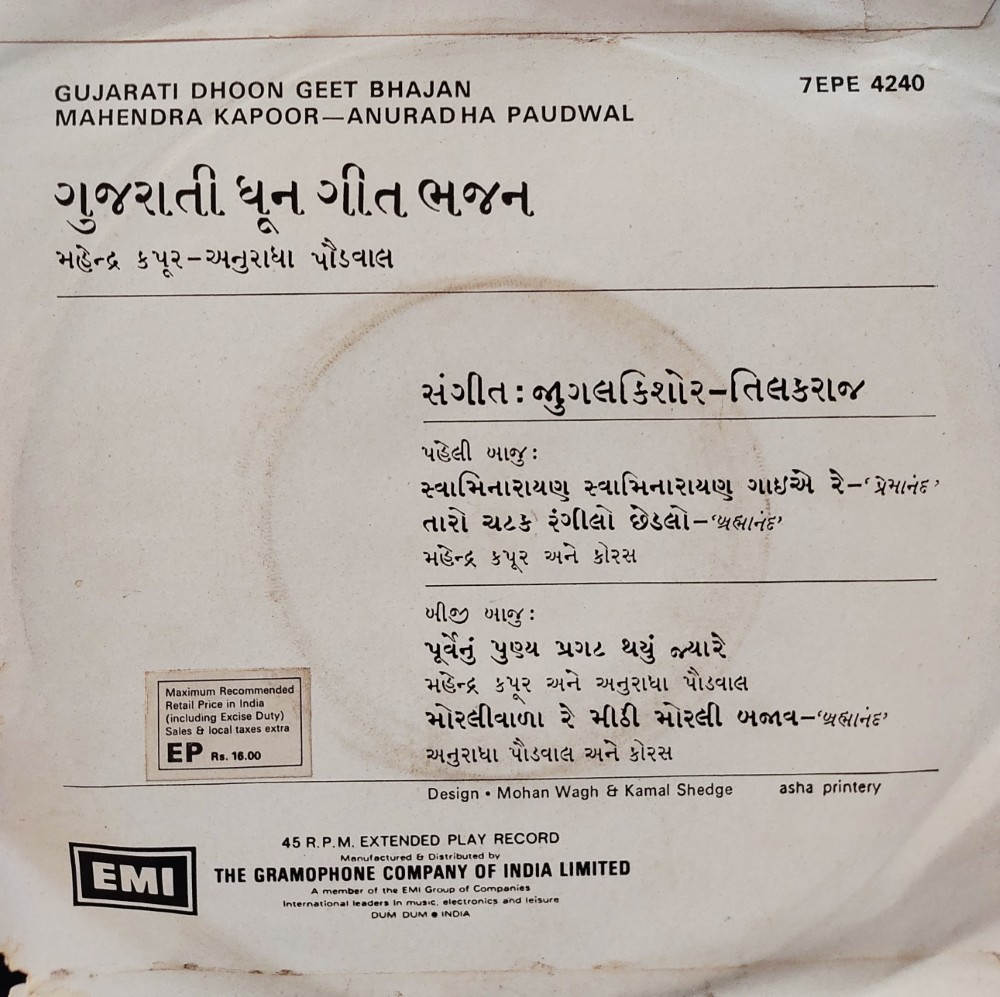 GUJARATI DHOON GEET BHAJAN
7EPE 4240
MAHENDRA KAPOOR—ANURADHA PAUDWAL
ગુજરાતી ધૂન ગીત ભજન
મહેન્દ્ર કપૂર-અનુરાધા પૌડવાલ
સંગીત: જુગલકિશોર-તિલકરાજ
પહેલી બાજુ:
સ્વામિનારાયણ સ્વામિનારાયણ ગાઇએ રે-'પ્રેમાનંદ'
તારો ચટક રંગીલો છેડલો-'બ્રહ્માનંદ'
મહેન્દ્ર કપૂર અને કોરસ
બીજી બાજુ:
પૂર્વેનું પુણ્ય પ્રગટ થયું જ્યારે
મહેન્દ્ર કપૂર અને અનુરાધા પૌડવાલ
મોરલીવાળા રે મીઠી મોરલી બજાવ-'બ્રહ્માનંદ'
અનુરાધા પૌડવાલ અને કોરસ
Maximum Recommended
Retail Price in India
(including Excise Duty)
Sales & local taxes extra
EP Rs. 16.00
Design • Mohan Wagh & Kamal Shedge
asha printery
EMI
45 R.P.M. EXTENDED PLAY RECORD
Manufactured & Distributed by
THE GRAMOPHONE COMPANY OF INDIA LIMITED
A member of the EMI Group of Companies
International leaders in music, electronics and leisure
DUM DUM ● INDIA